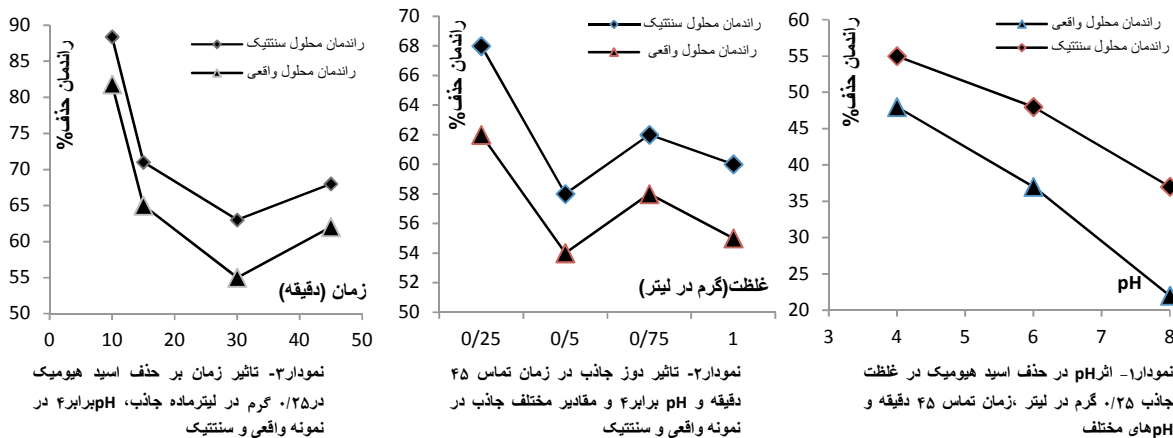 راندمان حذف%
90
85
80
75
70
65
60
55
50
0
10
20
30
40
50
راندمان محلول سنتتیک
راندمان محلول واقعی
زمان (دقیقه)
نمودار۳- تاثیر زمان بر حذف اسید هیومیک
در۰/۲۵ گرم در لیترماده جاذب، pHبرابر۴ در
نمونه واقعی و سنتتیک
راندمان حذف%
70
68
66
64
62
60
58
56
54
52
50
0/25
0/5
0/75
1
راندمان محلول سنتتیک
راندمان محلول واقعی
غلظت(گرم در لیتر)
نمودار۲- تاثیر دوز جاذب در زمان تماس ۴۵
دقیقه و pH برابر۴ و مقادیر مختلف جاذب در
نمونه واقعی و سنتتیک
راندمان حذف%
60
55
50
45
40
35
30
25
20
3
4
5
6
7
8
راندمان محلول واقعی
راندمان محلول سنتتیک
pH
نمودار۱- اثرpH در حذف اسید هیومیک در غلظت
جاذب ۰/۲۵ گرم در لیتر ،زمان تماس ۴۵ دقیقه و
pHهای مختلف